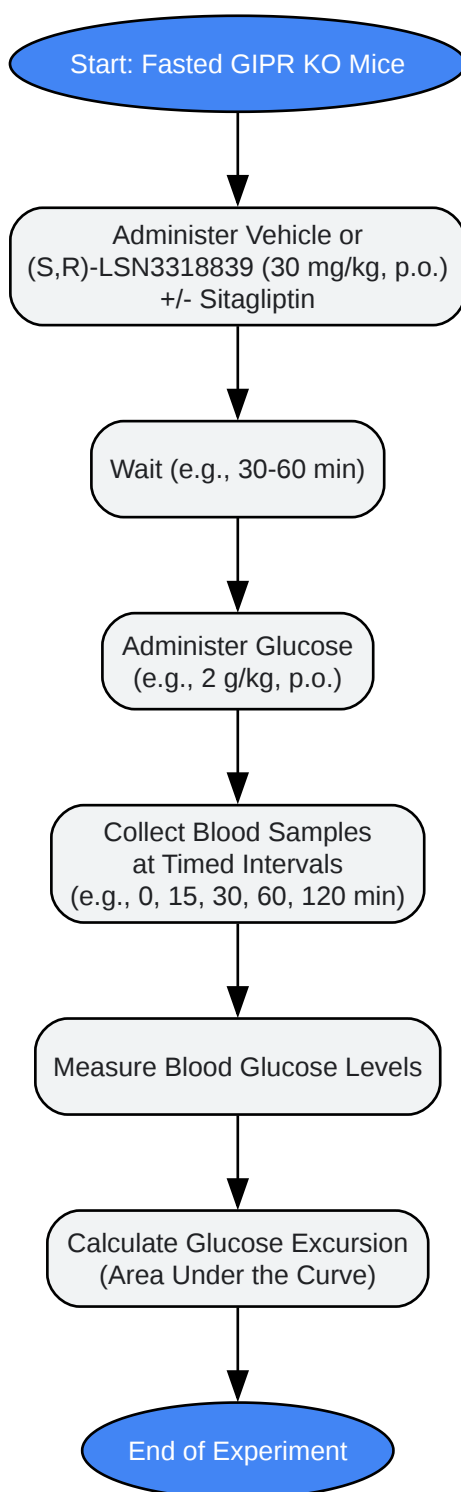 Start: Fasted GIPR KO Mice
Administer Vehicle or
(S,R)-LSN3318839 (30 mg/kg, p.o.)
+/- Sitagliptin
Wait (e.g., 30-60 min)
Administer Glucose
(e.g., 2 g/kg, p.o.)
Collect Blood Samples
at Timed Intervals
(e.g., 0, 15, 30, 60, 120 min)
Measure Blood Glucose Levels
Calculate Glucose Excursion
(Area Under the Curve)
End of Experiment